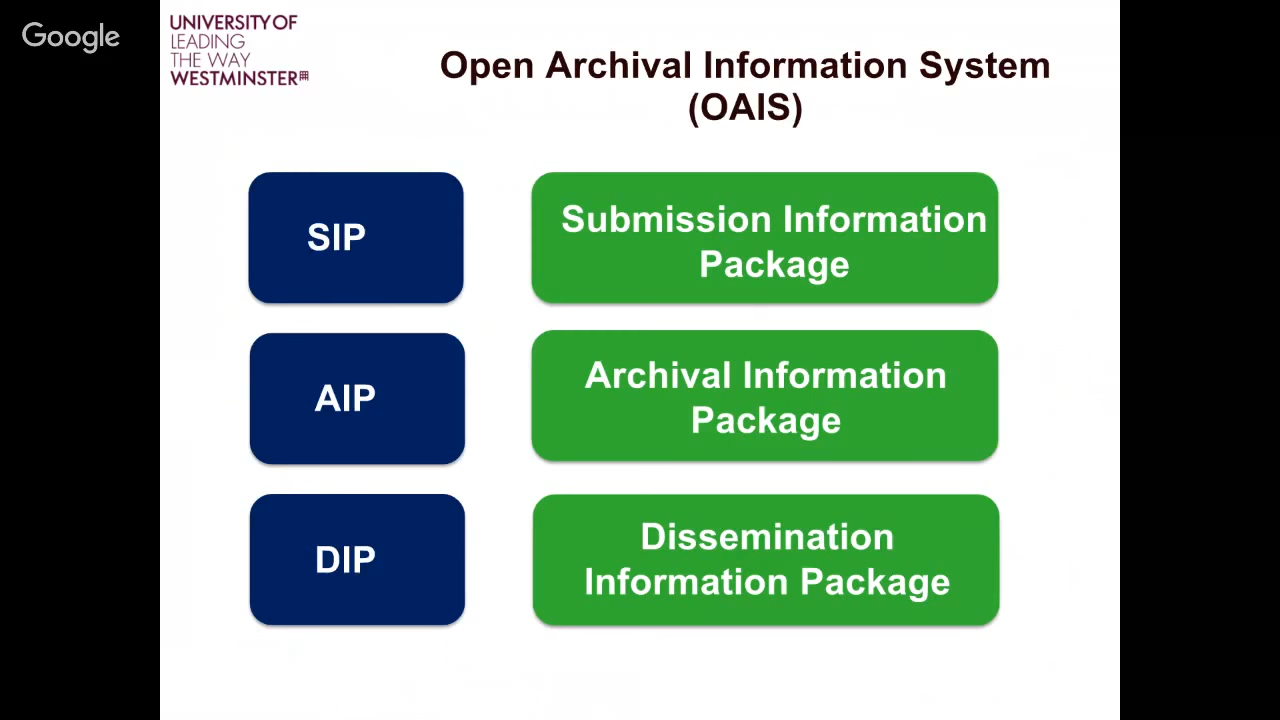 Google
UNIVERSITY OF
LEADING
THE WAY
WESTMINSTER
Open Archival Information System
(OAIS)
SIP
Submission Information
Package
AIP
Archival Information
Package
DIP
Dissemination
Information Package